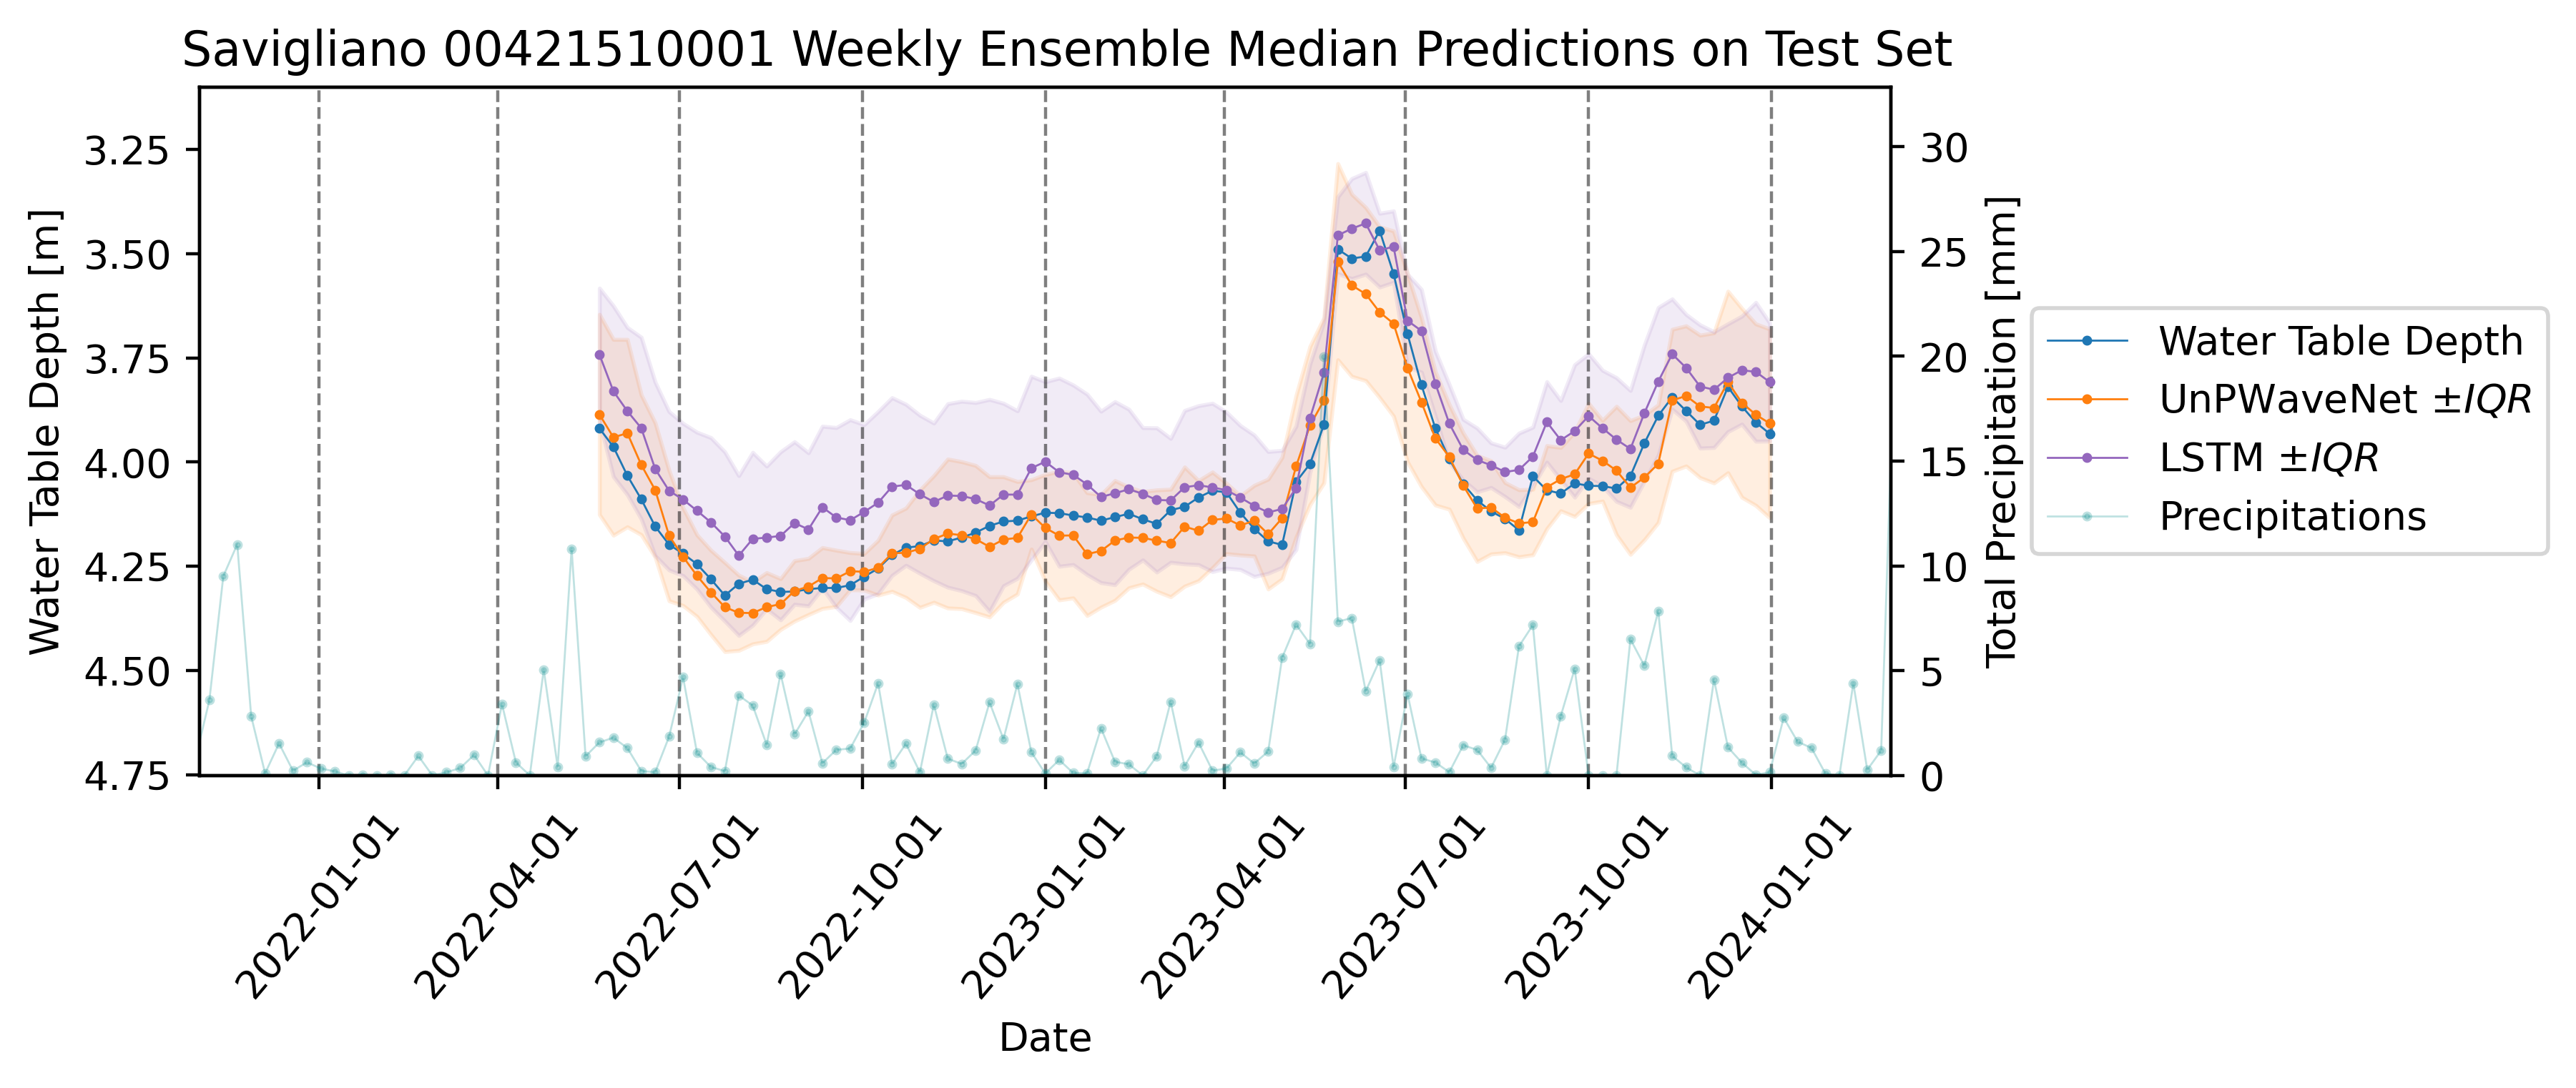 Savigliano 00421510001 Weekly Ensemble Median Predictions on Test Set
Water Table Depth [m]
3.25
3.50
3.75
4.00
4.25
4.50
4.75
30
25
20
15
10
5
0
Total Precipitation [mm]
Water Table Depth
UnPWaveNet ±IQR
LSTM ±IQR
Precipitations
2022-01-01
2022-04-01
2022-07-01
2022-10-01
2023-01-01
2023-04-01
2023-07-01
2023-10-01
2024-01-01
Date